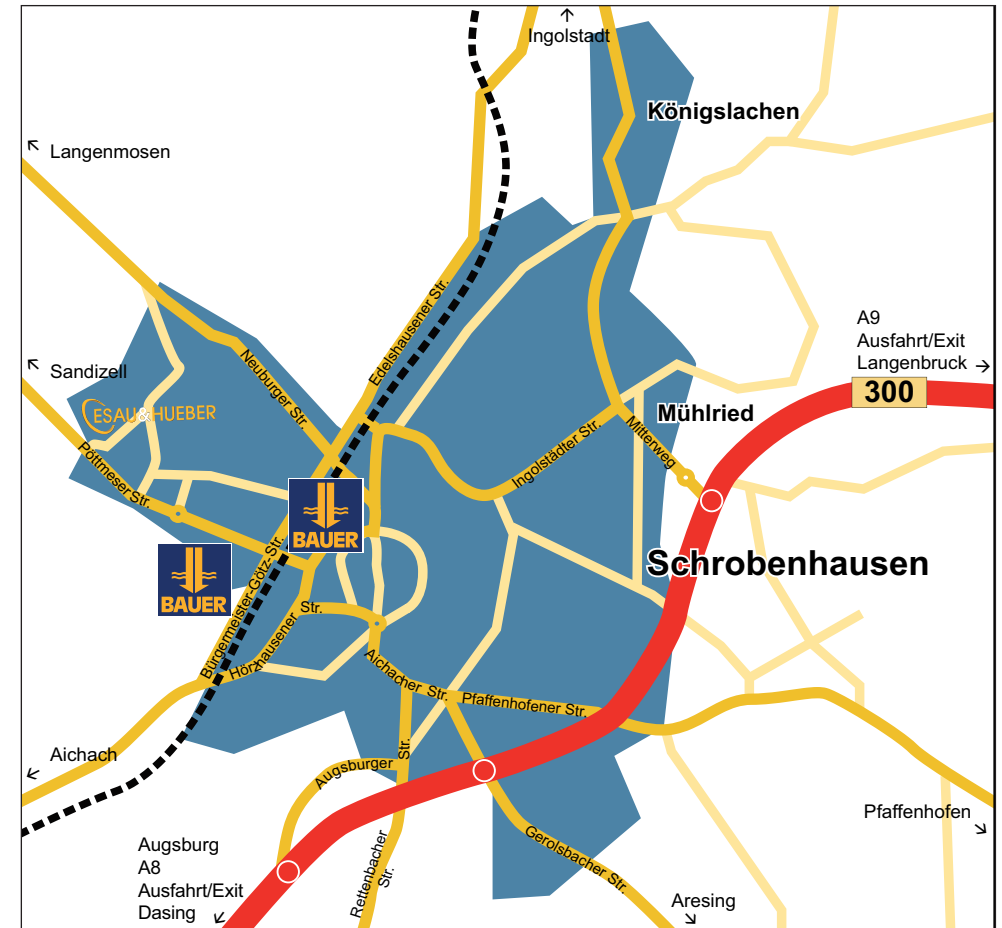 Ingolstadt
Königslachen
Langenmosen
Edelshausener Str.
A9
Ausfahrt/Exit
Langenbruck
Sandizell
Neuburger Str.
300
ESAU&HUEBER
Mühlried
Ingolstädter Str.
Mitterweg
Pöttmeser Str.
BAUER
Schrobenhausen
BAUER
Bürgermeister-Götz-Str.
Hörzhausener Str.
Aichacher Str.
Pfaffenhofener Str.
Aichach
Augsburger Str.
Pfaffenhofen
Augsburg
A8
Ausfahrt/Exit
Dasing
Rettenbacher
Str.
Gerolsbacher Str.
Aresing